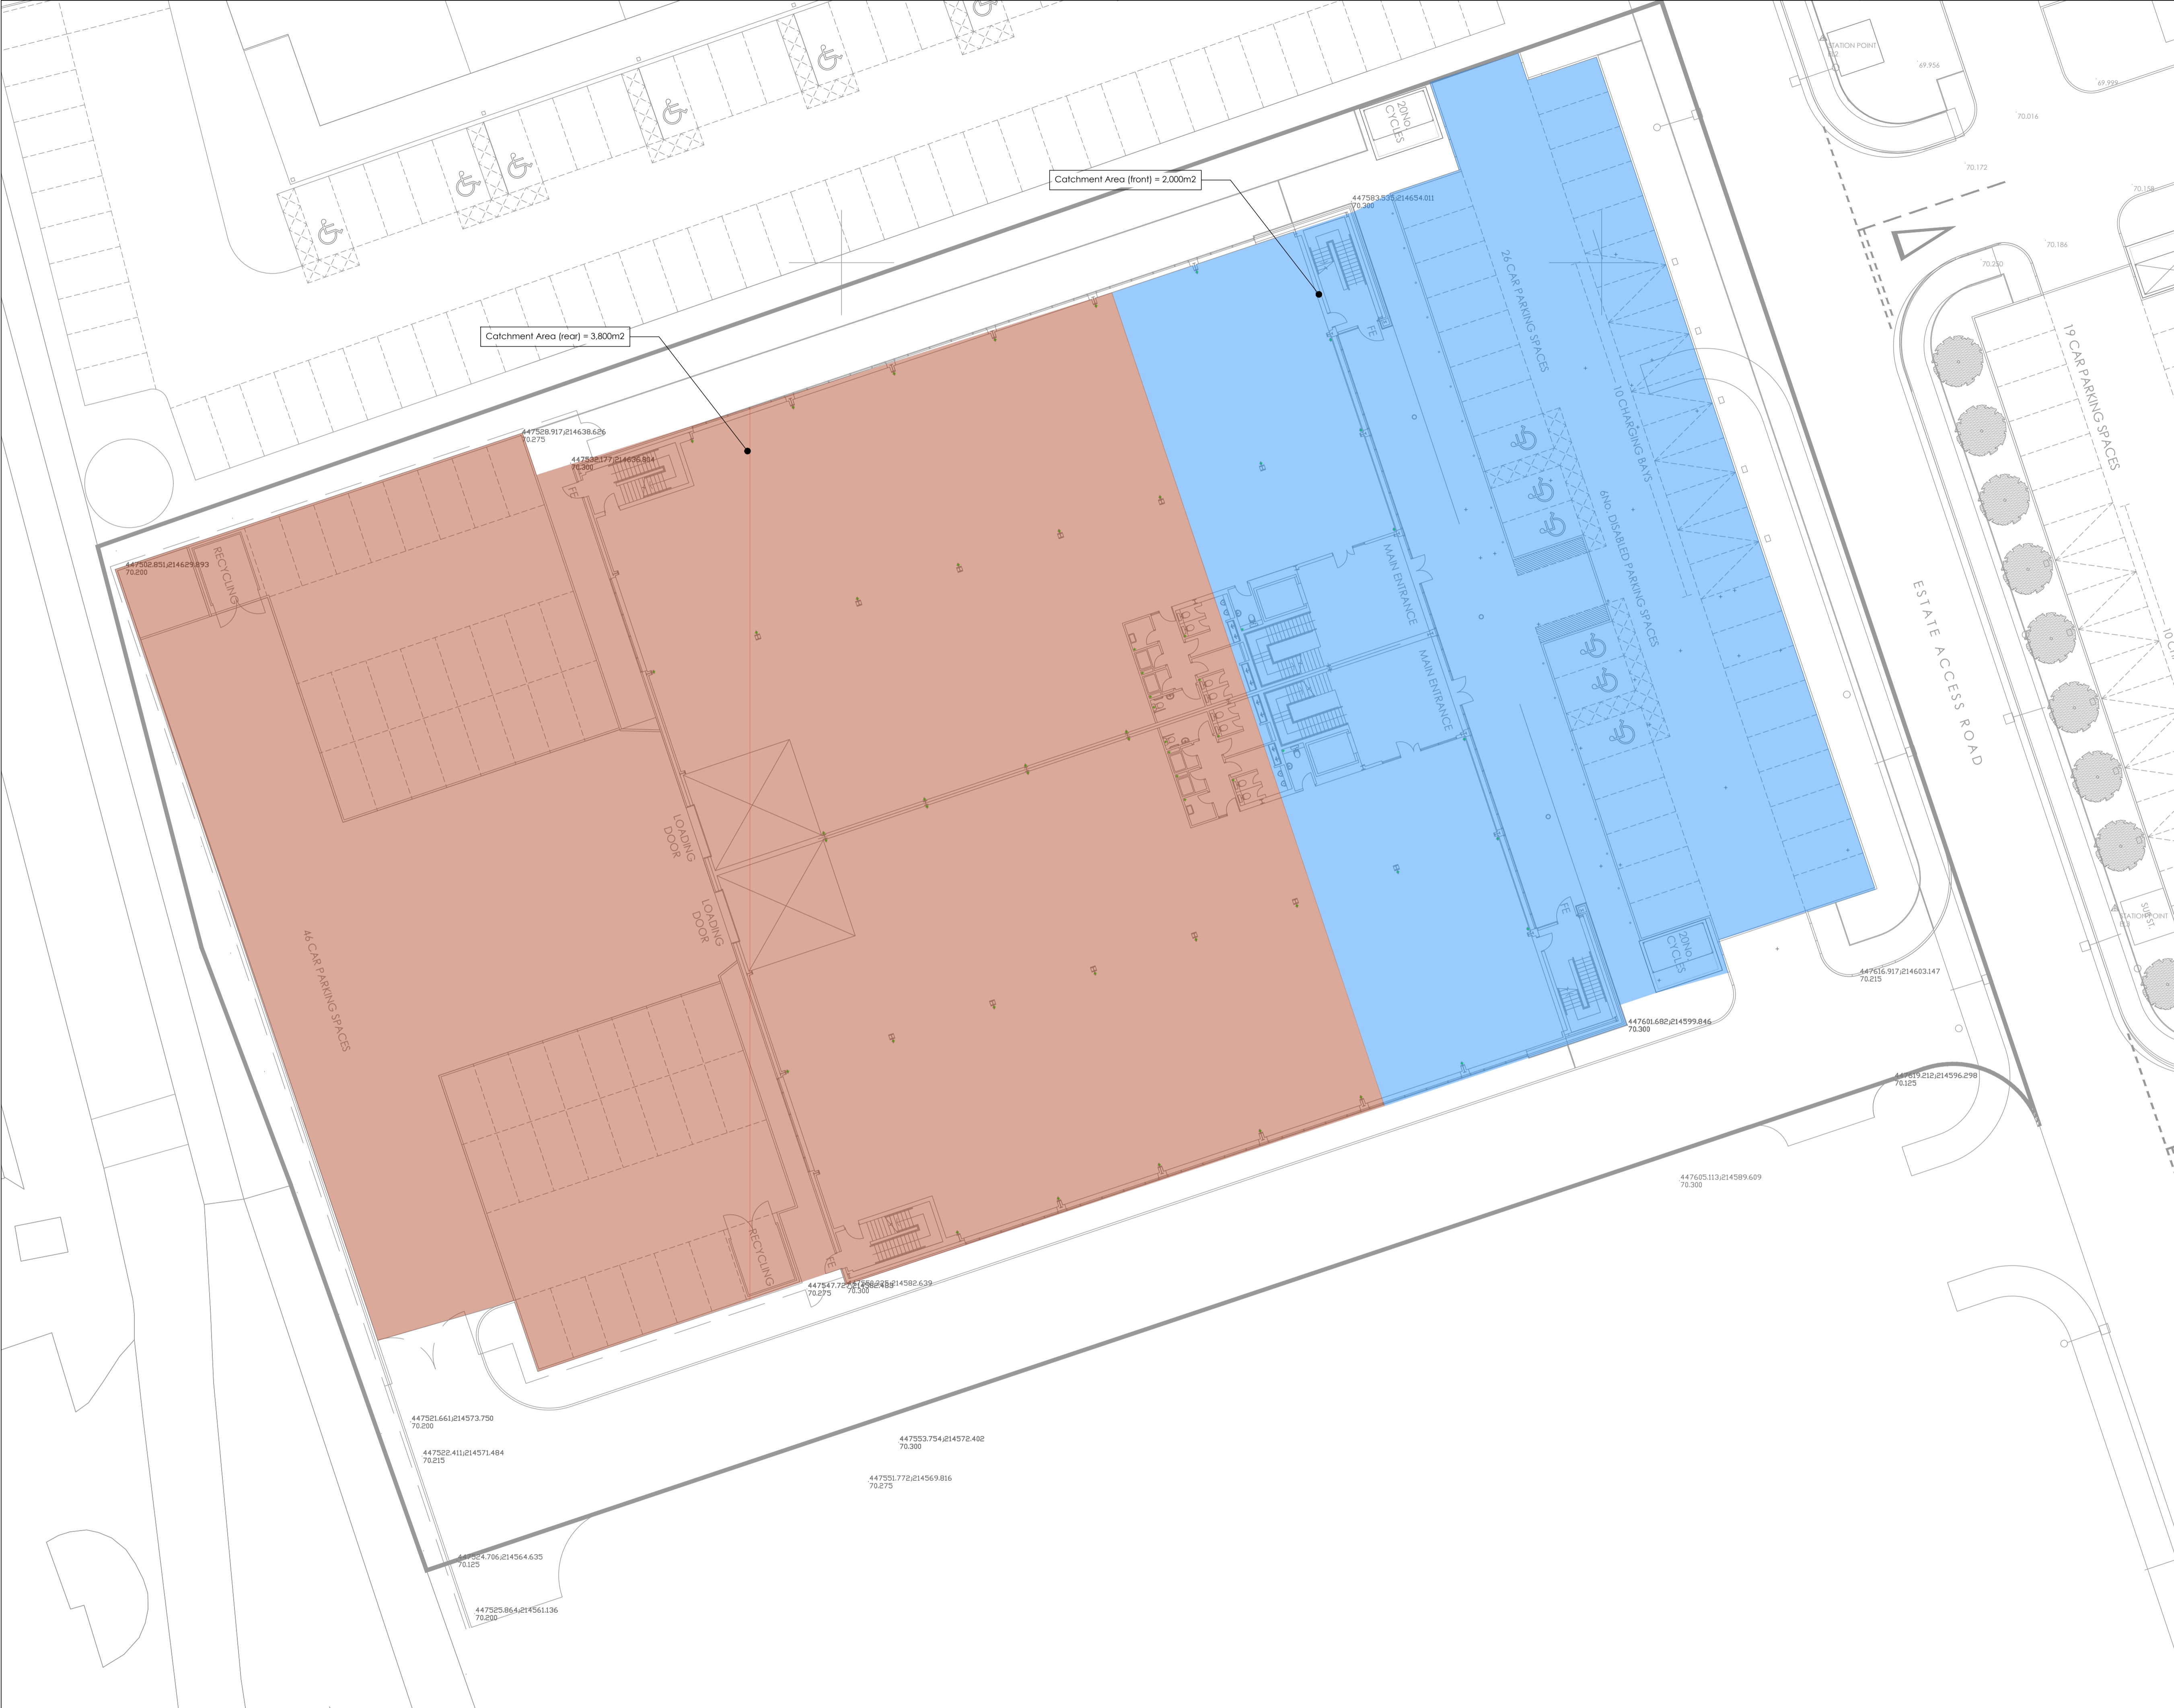 STATION POINT
69.956
69.999
70.016
70.172
70.158
70.186
70.250
20No.
CYCLES
Catchment Area (front) = 2,000m2
447583.535;214654.011
70.300
Catchment Area (rear) = 3,800m2
26 CAR PARKING SPACES
10 CHARGING BAYS
19 CAR PARKING SPACES
FE
447528.917;214638.626
70.275
70.300
FE
447502.851;214629.893
70.200
RECYCLING
6No. DISABLED PARKING SPACES
MAIN ENTRANCE
MAIN ENTRANCE
ESTATE ACCESS ROAD
LOADING
DOOR
LOADING
DOOR
46 CAR PARKING SPACES
FE
20No.
CYCLES
STATION POINT
447616.917;214603.147
70.215
447601.682;214599.846
70.300
447619.212;214596.298
70.125
447605.113;214589.609
70.300
RECYCLING
FE
70.275
70.300
447521.661;214573.750
70.200
447522.411;214571.484
70.215
447553.754;214572.402
70.300
447551.772;214569.816
70.275
447524.706;214564.635
70.125
447525.864;214561.136
70.200